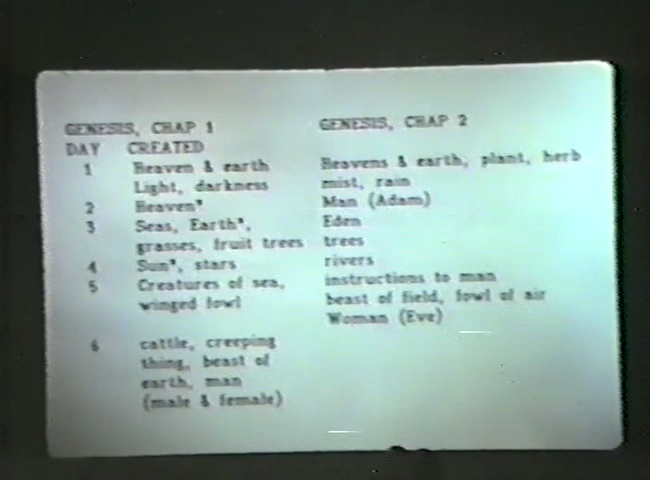 GENESIS, CHAP 1
DAY CREATED
1 Heaven & earth
Light, darkness
2 Heaven*
3 Seas, Earth*,
grasses, fruit trees
4 Sun*, stars
5 Creatures of sea,
winged fowl
6 cattle, creeping
thing, beast of
earth, man
(male & female)
GENESIS, CHAP 2
Heavens & earth, plant, herb
mist, rain
Man (Adam)
Eden
trees
rivers
instructions to man
beast of field, fowl of air
Woman (Eve)